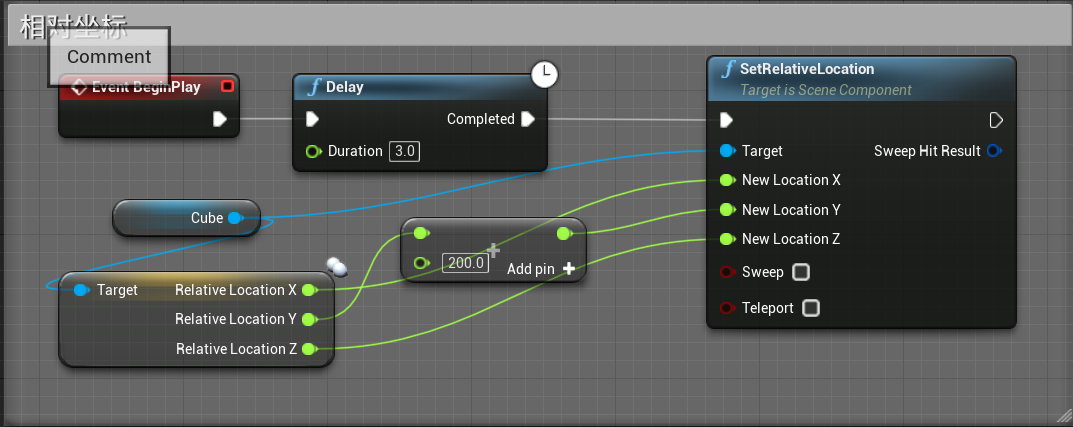 相对坐标
Comment
Event BeginPlay
Delay
Completed
Duration 3.0
SetRelativeLocation
Target is Scene Component
Target
Sweep Hit Result
New Location X
New Location Y
New Location Z
Sweep
Teleport
Cube
200.0
Add pin
Target
Relative Location X
Relative Location Y
Relative Location Z